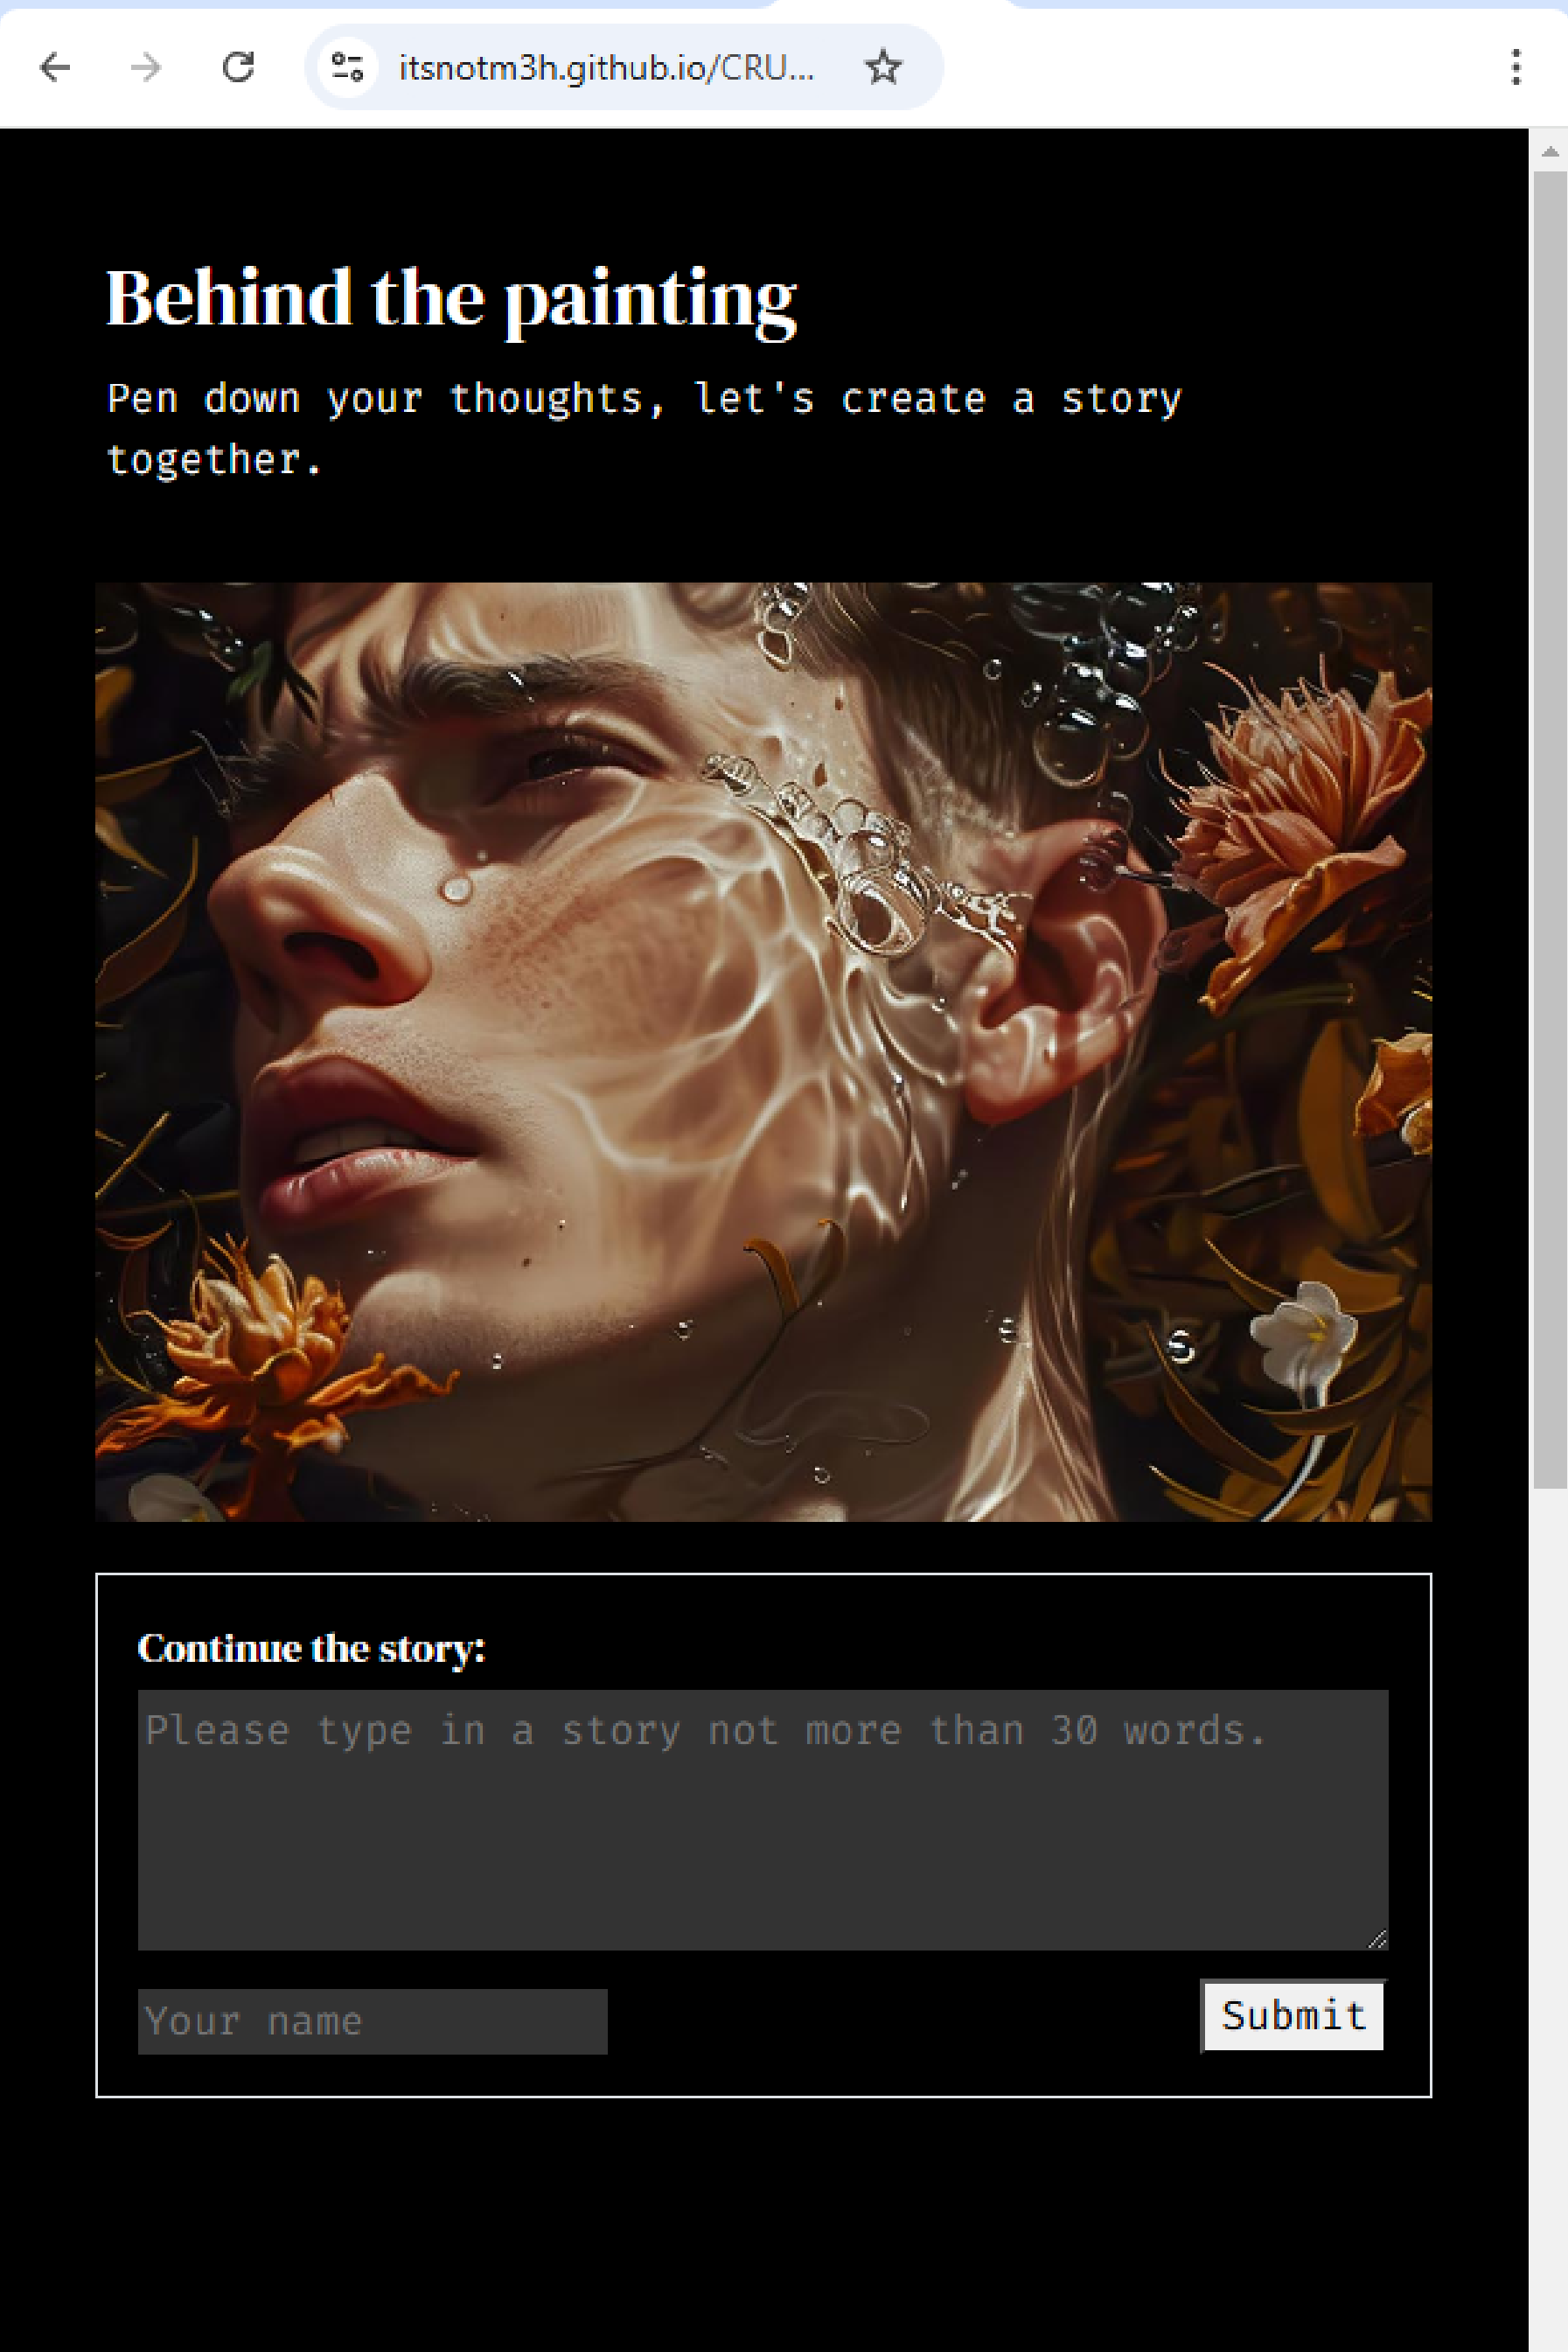 itsnotm3h.github.io/CRU...
Behind the painting
Pen down your thoughts, let's create a story
together.
Continue the story:
Please type in a story not more than 30 words.
Your name
Submit